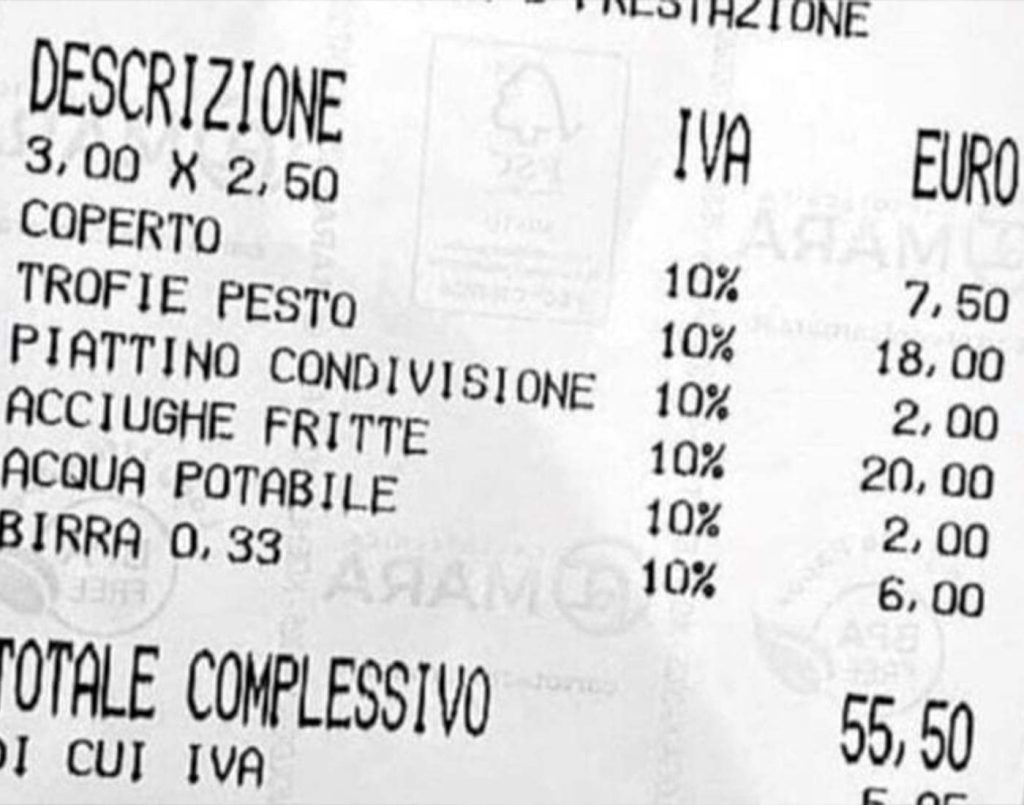 PRESTAZIONE
DESCRIZIONE IVA EURO
3,00 X 2,50
COPERTO 10% 7,50
TROFIE PESTO 10% 18,00
PIATTINO CONDIVISIONE 10% 2,00
ACCIUGHE FRITTE 10% 20,00
ACQUA POTABILE 10% 2,00
BIRRA 0,33 10% 6,00
TOTALE COMPLESSIVO 55,50
DI CUI IVA